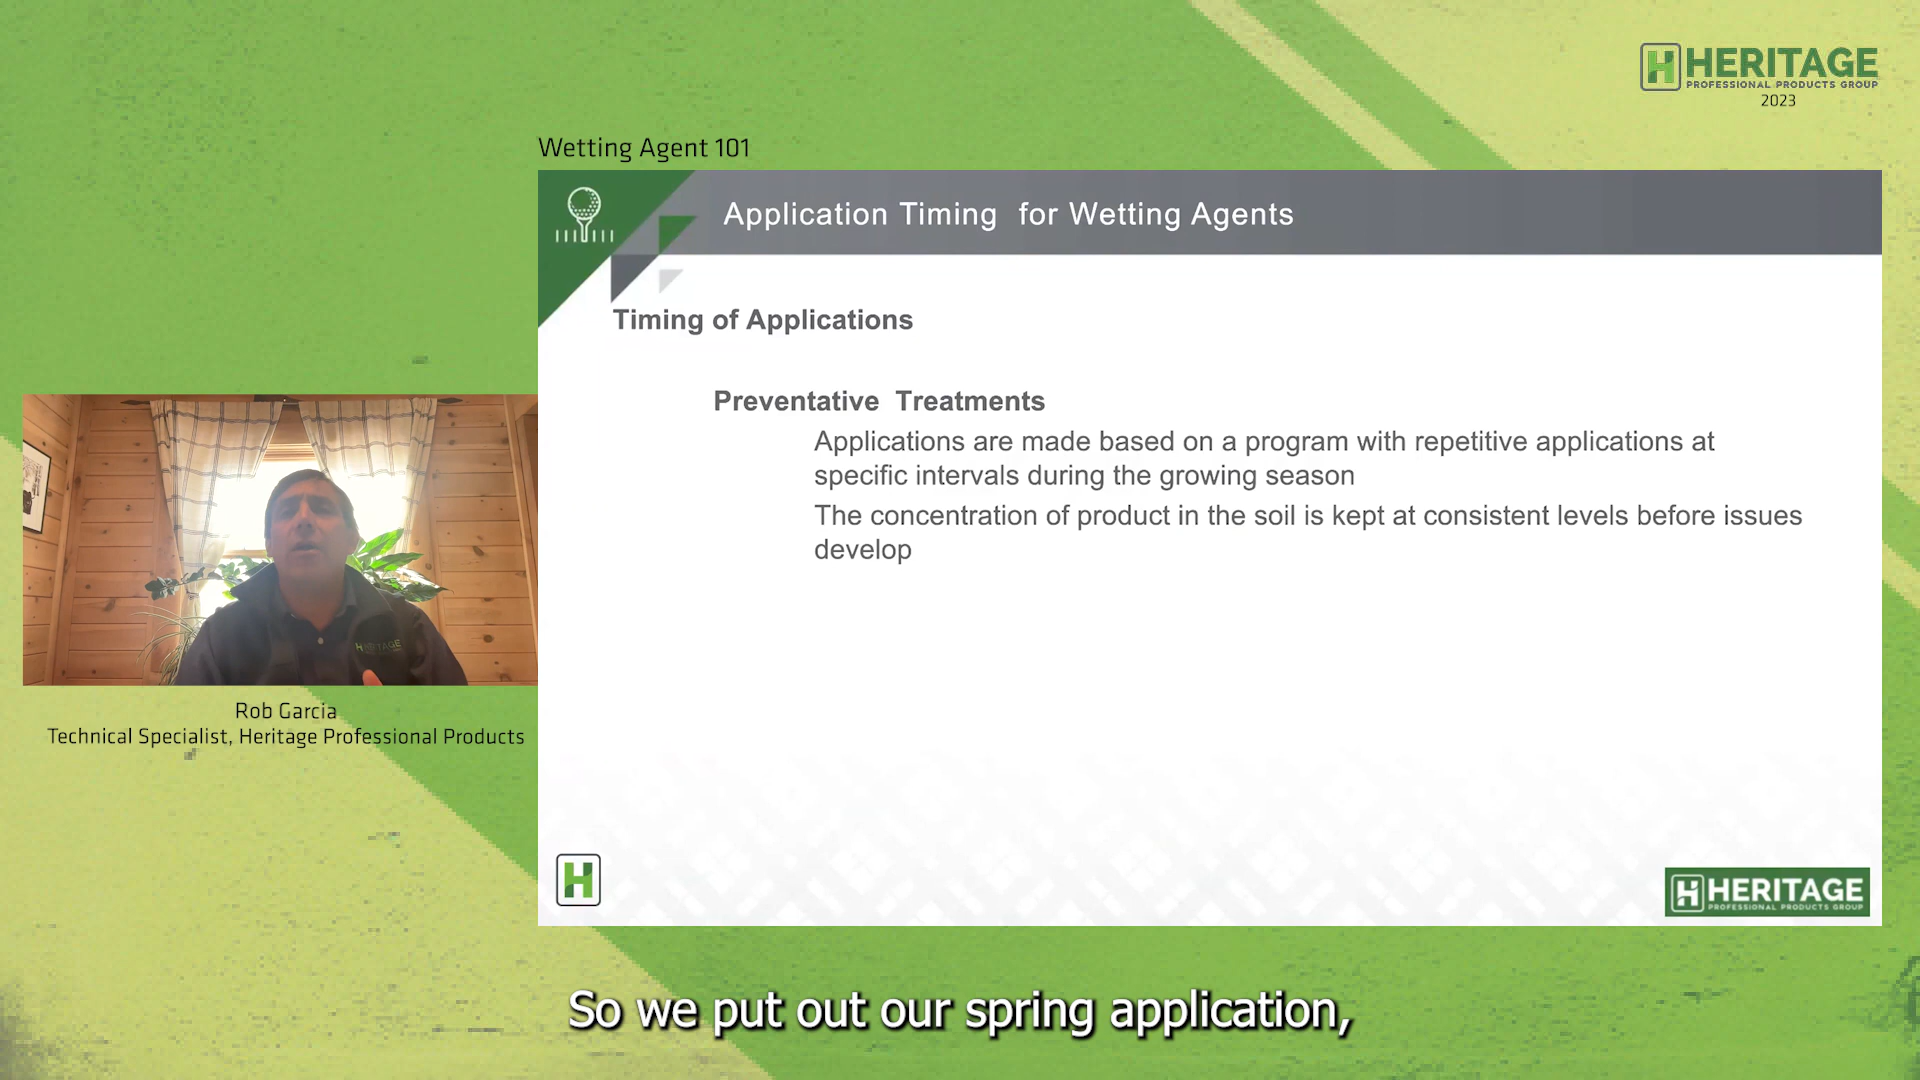 HERITAGE
PROFESSIONAL PRODUCTS GROUP
2023
Wetting Agent 101
Application Timing for Wetting Agents
Timing of Applications
Preventative Treatments
Applications are made based on a program with repetitive applications at
specific intervals during the growing season
The concentration of product in the soil is kept at consistent levels before issues
develop
HERITAGE
Rob Garcia
Technical Specialist, Heritage Professional Products
H
HERITAGE
PROFESSIONAL PRODUCTS GROUP
So we put out our spring application,